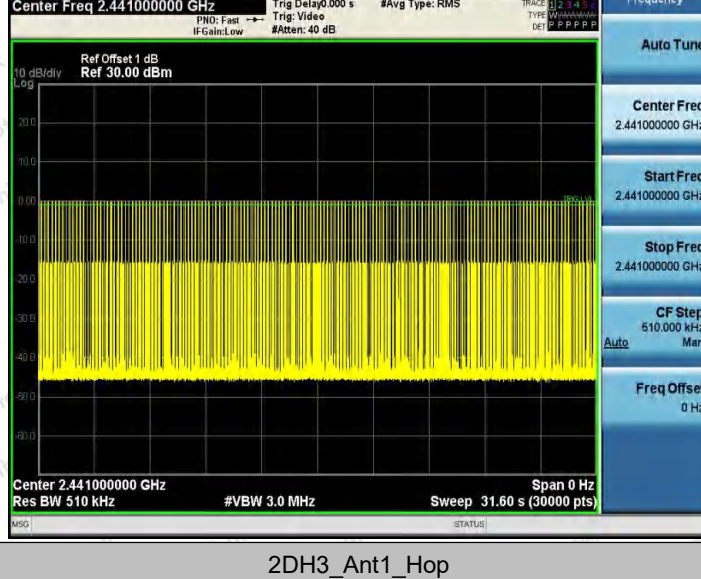 Center Freq 2.441000000 GHz
PNO: Fast
IFGain:Low
Trig Delay0.000 s
Trig: Video
#Atten: 40 dB
#Avg Type: RMS
TRACE 1 2 3 4 5 6
TYPE W
DET P P P P P P
Frequency
Auto Tune
Ref Offset 1 dB
10 dB/div Ref 30.00 dBm
Log
20.0
10.0
0.00
-10.0
-20.0
-30.0
-40.0
-50.0
-60.0
TRIG LVL
Center Freq
2.441000000 GHz
Start Freq
2.441000000 GHz
Stop Freq
2.441000000 GHz
CF Step
510.000 kHz
Auto Man
Freq Offset
0 Hz
Center 2.441000000 GHz Span 0 Hz
Res BW 510 kHz #VBW 3.0 MHz Sweep 31.60 s (30000 pts)
MSG STATUS
2DH3_Ant1_Hop